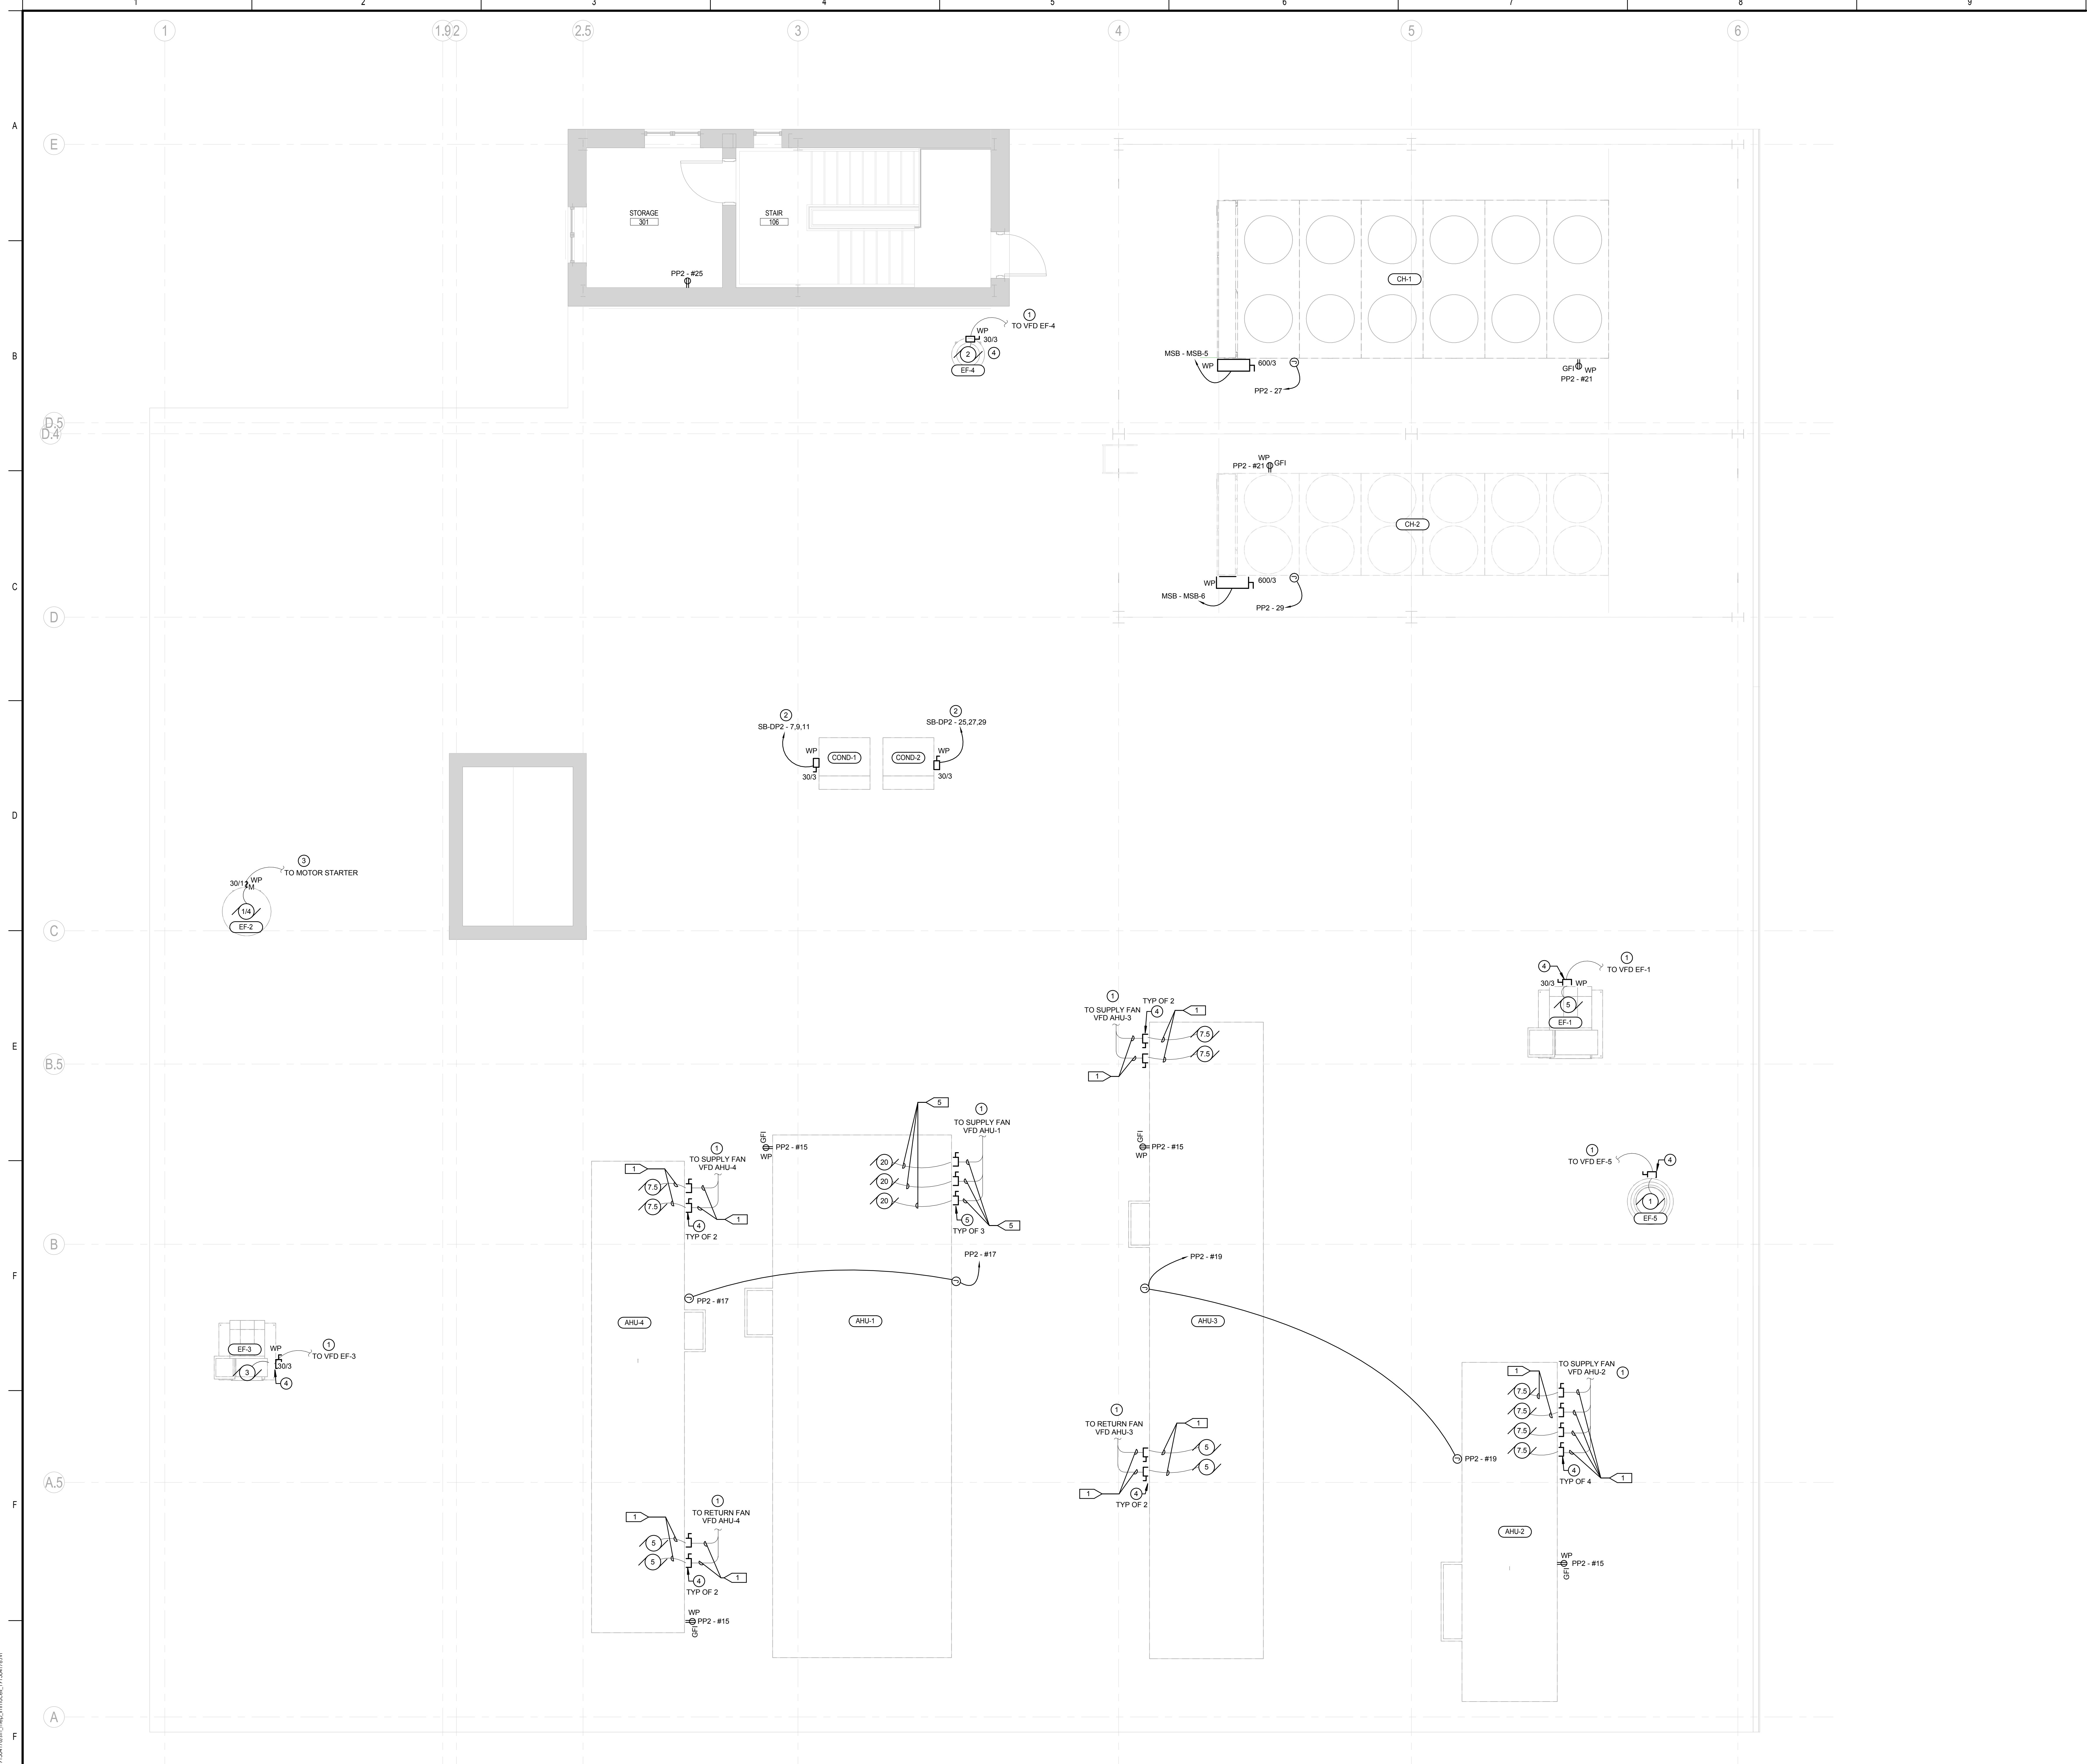 1 2 3 4 5 6 7 8 9
1 1.9 2 2.5 3 4 5 6
A
E
STORAGE
301
STAIR
106
PP2 - #25
CH-1
1
TO VFD EF-4
WP
30/3
2
4
EF-4
B
MSB - MSB-5
WP
600/3
PP2 - 27
GFI
WP
PP2 - #21
D.5
D.4
WP
PP2 - #21
GFI
CH-2
C
WP
600/3
MSB - MSB-6
PP2 - 29
D
2
SB-DP2 - 7,9,11
WP
COND-1
30/3
2
SB-DP2 - 25,27,29
WP
COND-2
30/3
D
3
TO MOTOR STARTER
WP
M
1/4
EF-2
C
1
TO VFD EF-1
4
30/3
WP
5
EF-1
1
TO SUPPLY FAN
VFD AHU-3
TYP OF 2
4
1
7.5
7.5
1
E
B.5
5
1
TO SUPPLY FAN
VFD AHU-1
20
20
20
5
TYP OF 3
5
GFI
PP2 - #15
WP
1
TO SUPPLY FAN
VFD AHU-4
1
7.5
7.5
4
TYP OF 2
1
GFI
PP2 - #15
WP
1
TO VFD EF-5
4
1
EF-5
B
PP2 - #17
PP2 - #19
F
PP2 - #17
AHU-4
AHU-1
AHU-3
EF-3
WP
30/3
3
4
1
TO VFD EF-3
1
TO SUPPLY FAN
VFD AHU-2
1
7.5
7.5
7.5
7.5
4
TYP OF 4
1
PP2 - #19
1
TO RETURN FAN
VFD AHU-3
1
5
5
1
4
TYP OF 2
A.5
F
1
TO RETURN FAN
VFD AHU-4
1
5
5
4
TYP OF 2
1
AHU-2
WP
PP2 - #15
GFI
WP
PP2 - #15
GFI
A
F